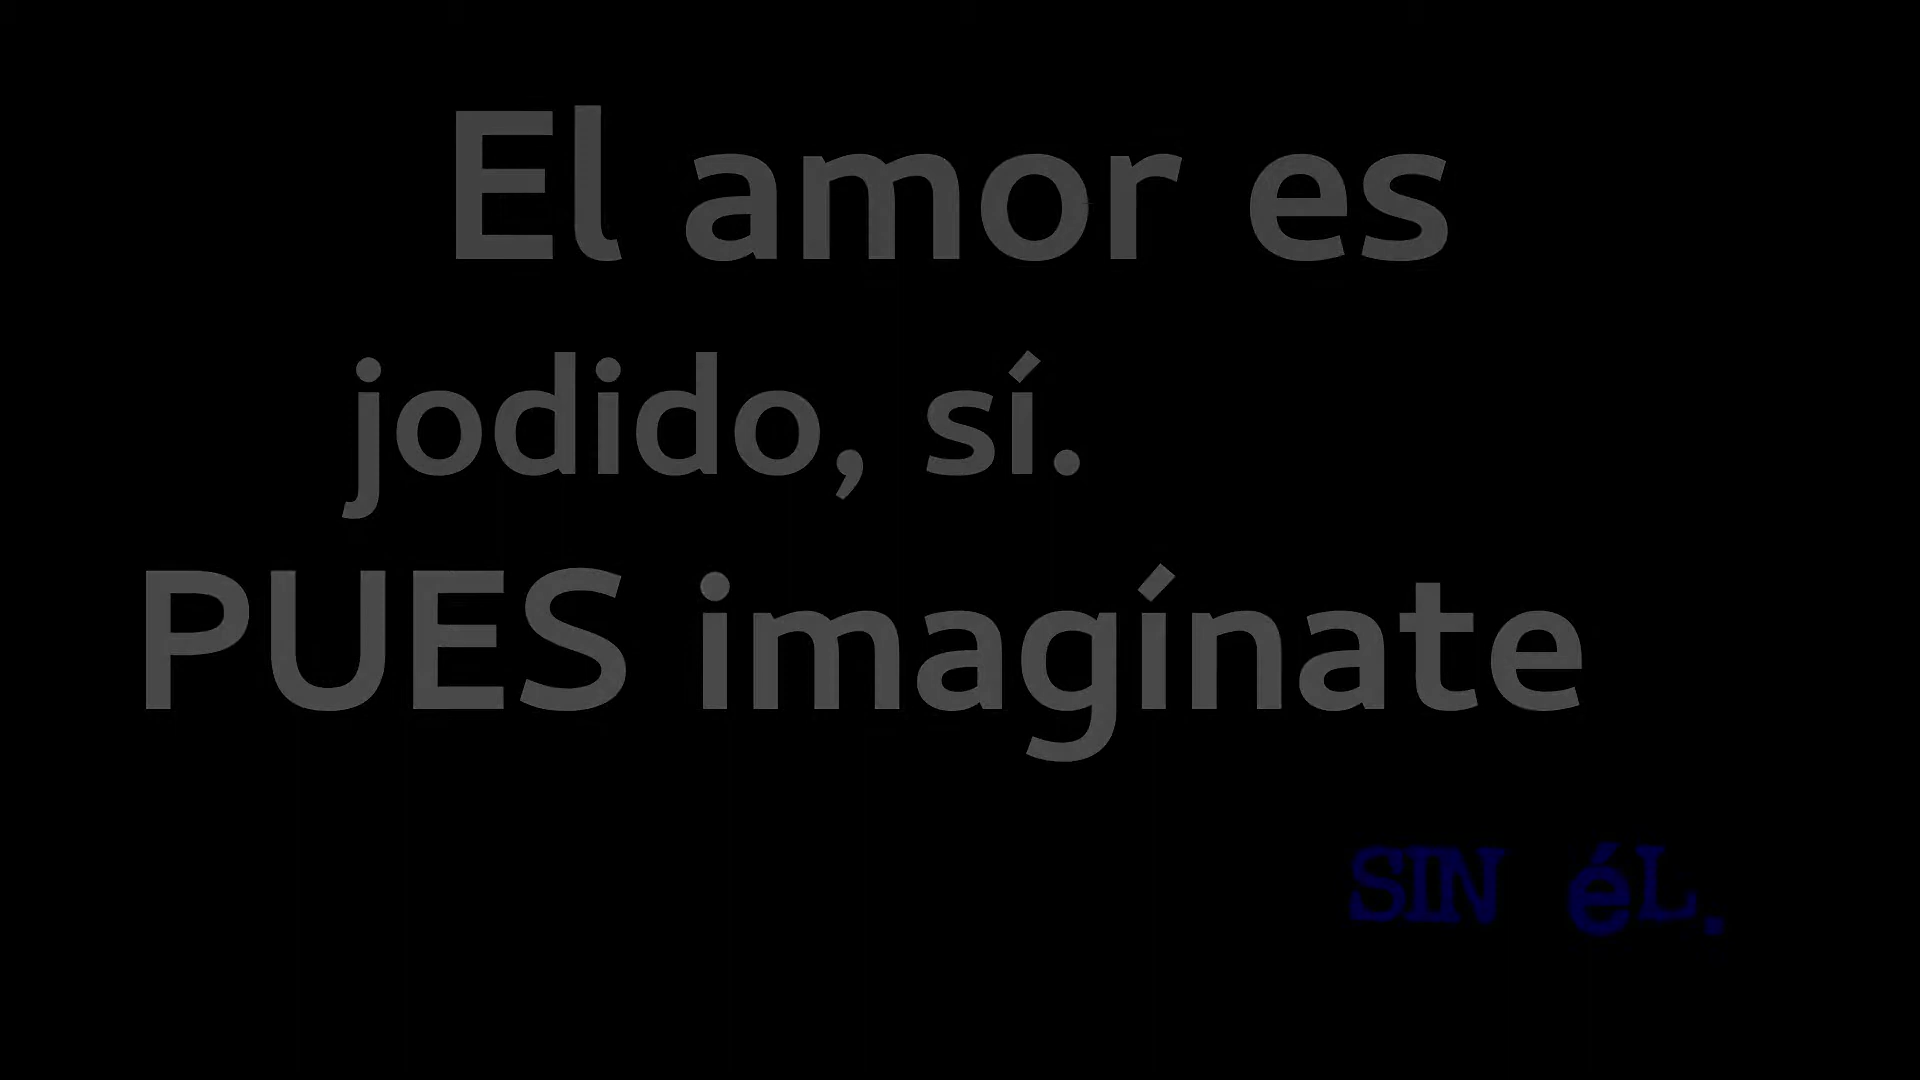 El amor es
jodido, sí.
PUES imagínate
SIN éL.